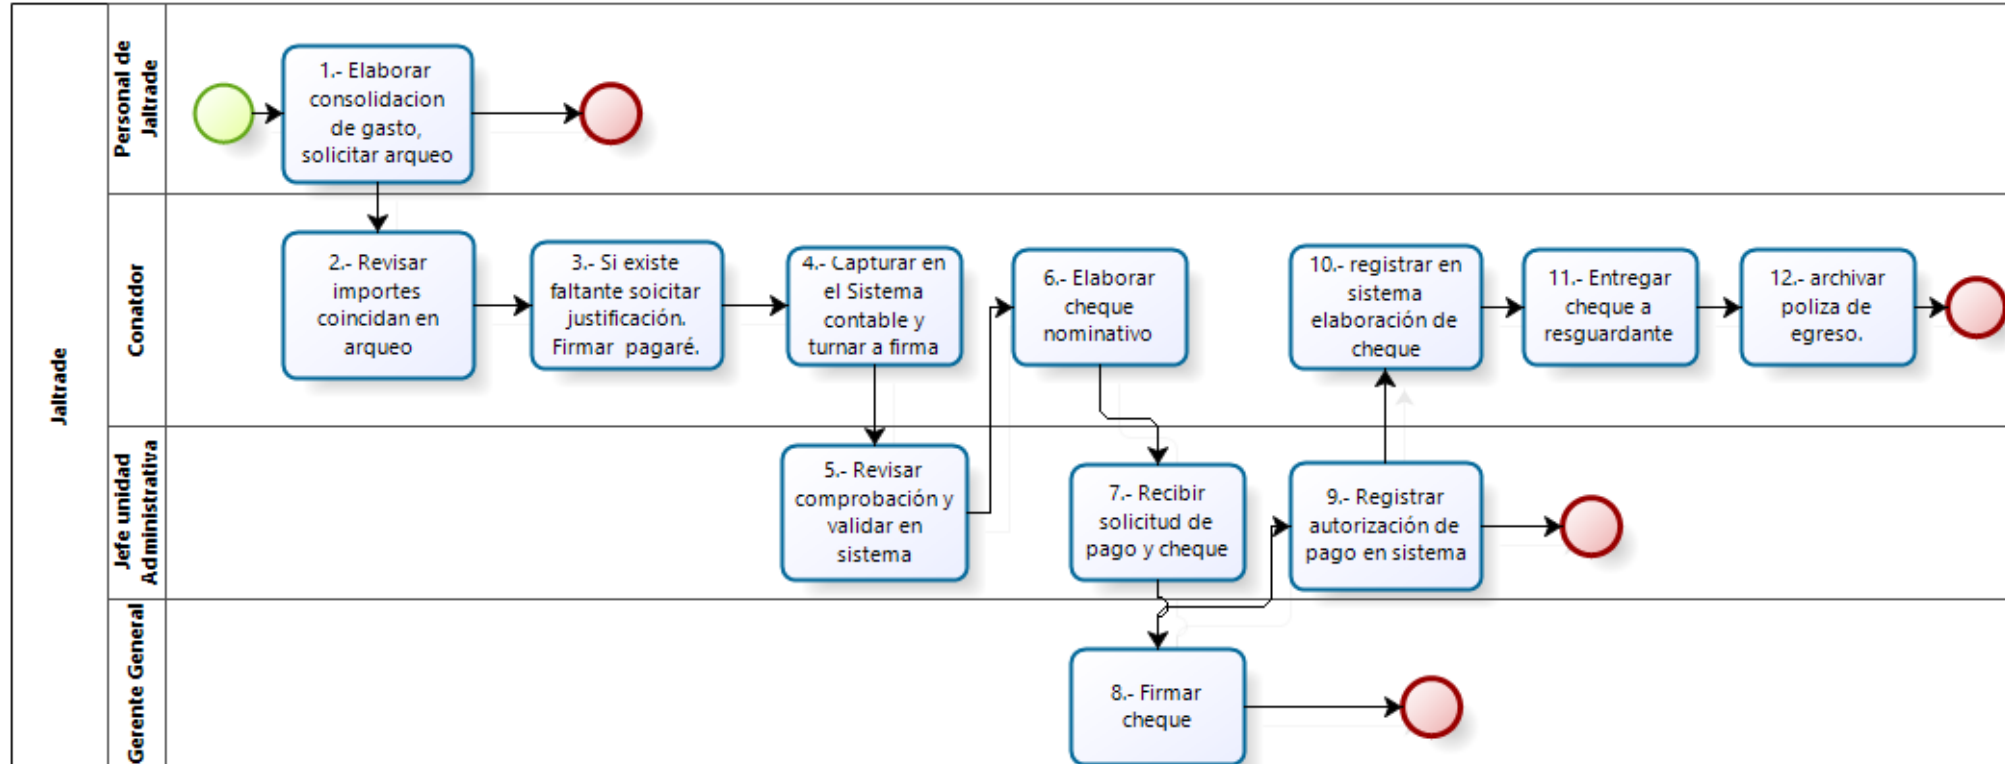 Jaltrade
Personal de
Jaltrade
1.- Elaborar
consolidacion
de gasto,
solicitar arqueo
Conatdor
2.- Revisar
importes
coincidan en
arqueo
3.- Si existe
faltante soicitar
justificación.
Firmar pagaré.
4.- Capturar en
el Sistema
contable y
turnar a firma
6.- Elaborar
cheque
nominativo
10.- registrar en
sistema
elaboración de
cheque
11.- Entregar
cheque a
resguardante
12.- archivar
poliza de
egreso.
Jefe unidad
Administrativa
5.- Revisar
comprobación y
validar en
sistema
7.- Recibir
solicitud de
pago y cheque
9.- Registrar
autorización de
pago en sistema
Gerente General
8.- Firmar
cheque